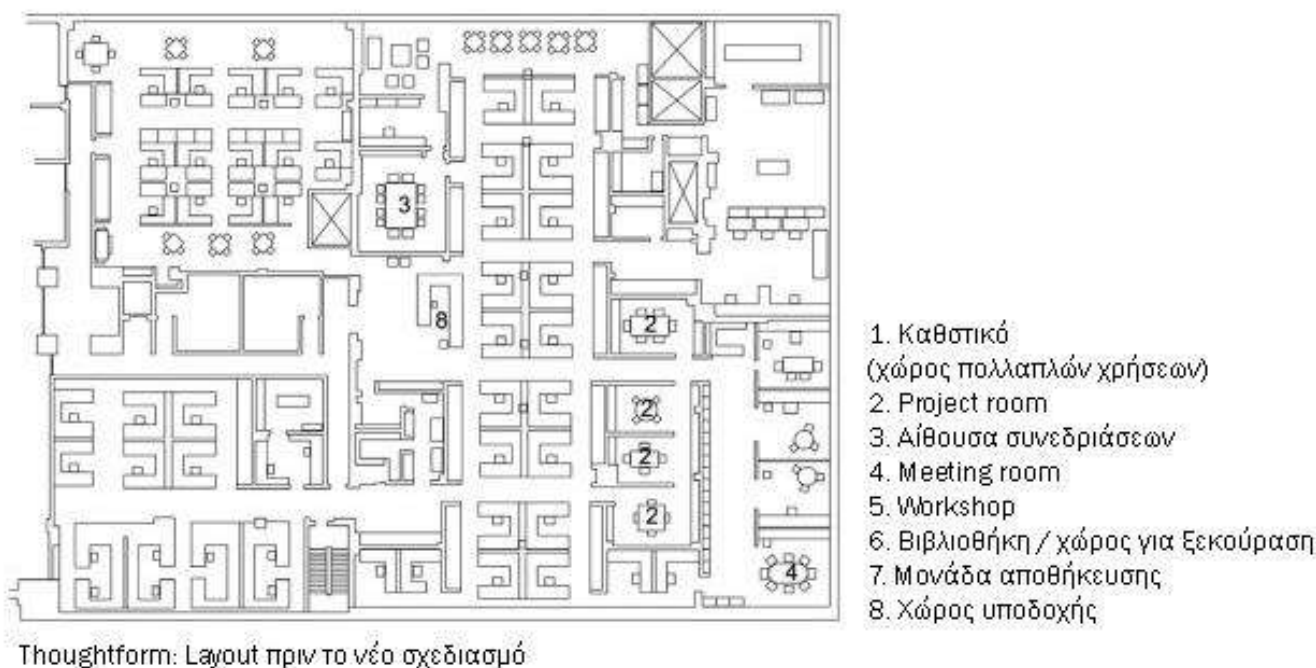 3
8
2
2
2
2
4
1. Καθστικό
(χώρος πολλαπλών χρήσεων)
2. Project room
3. Αίθουσα συνεδριάσεων
4. Meeting room
5. Workshop
6. Βιβλιοθήκη / χώρος για ξεκούραση
7. Μονάδα αποθήκευσης
8. Χώρος υποδοχής
Thoughtform: Layout πριν το νέο σχεδιασμό